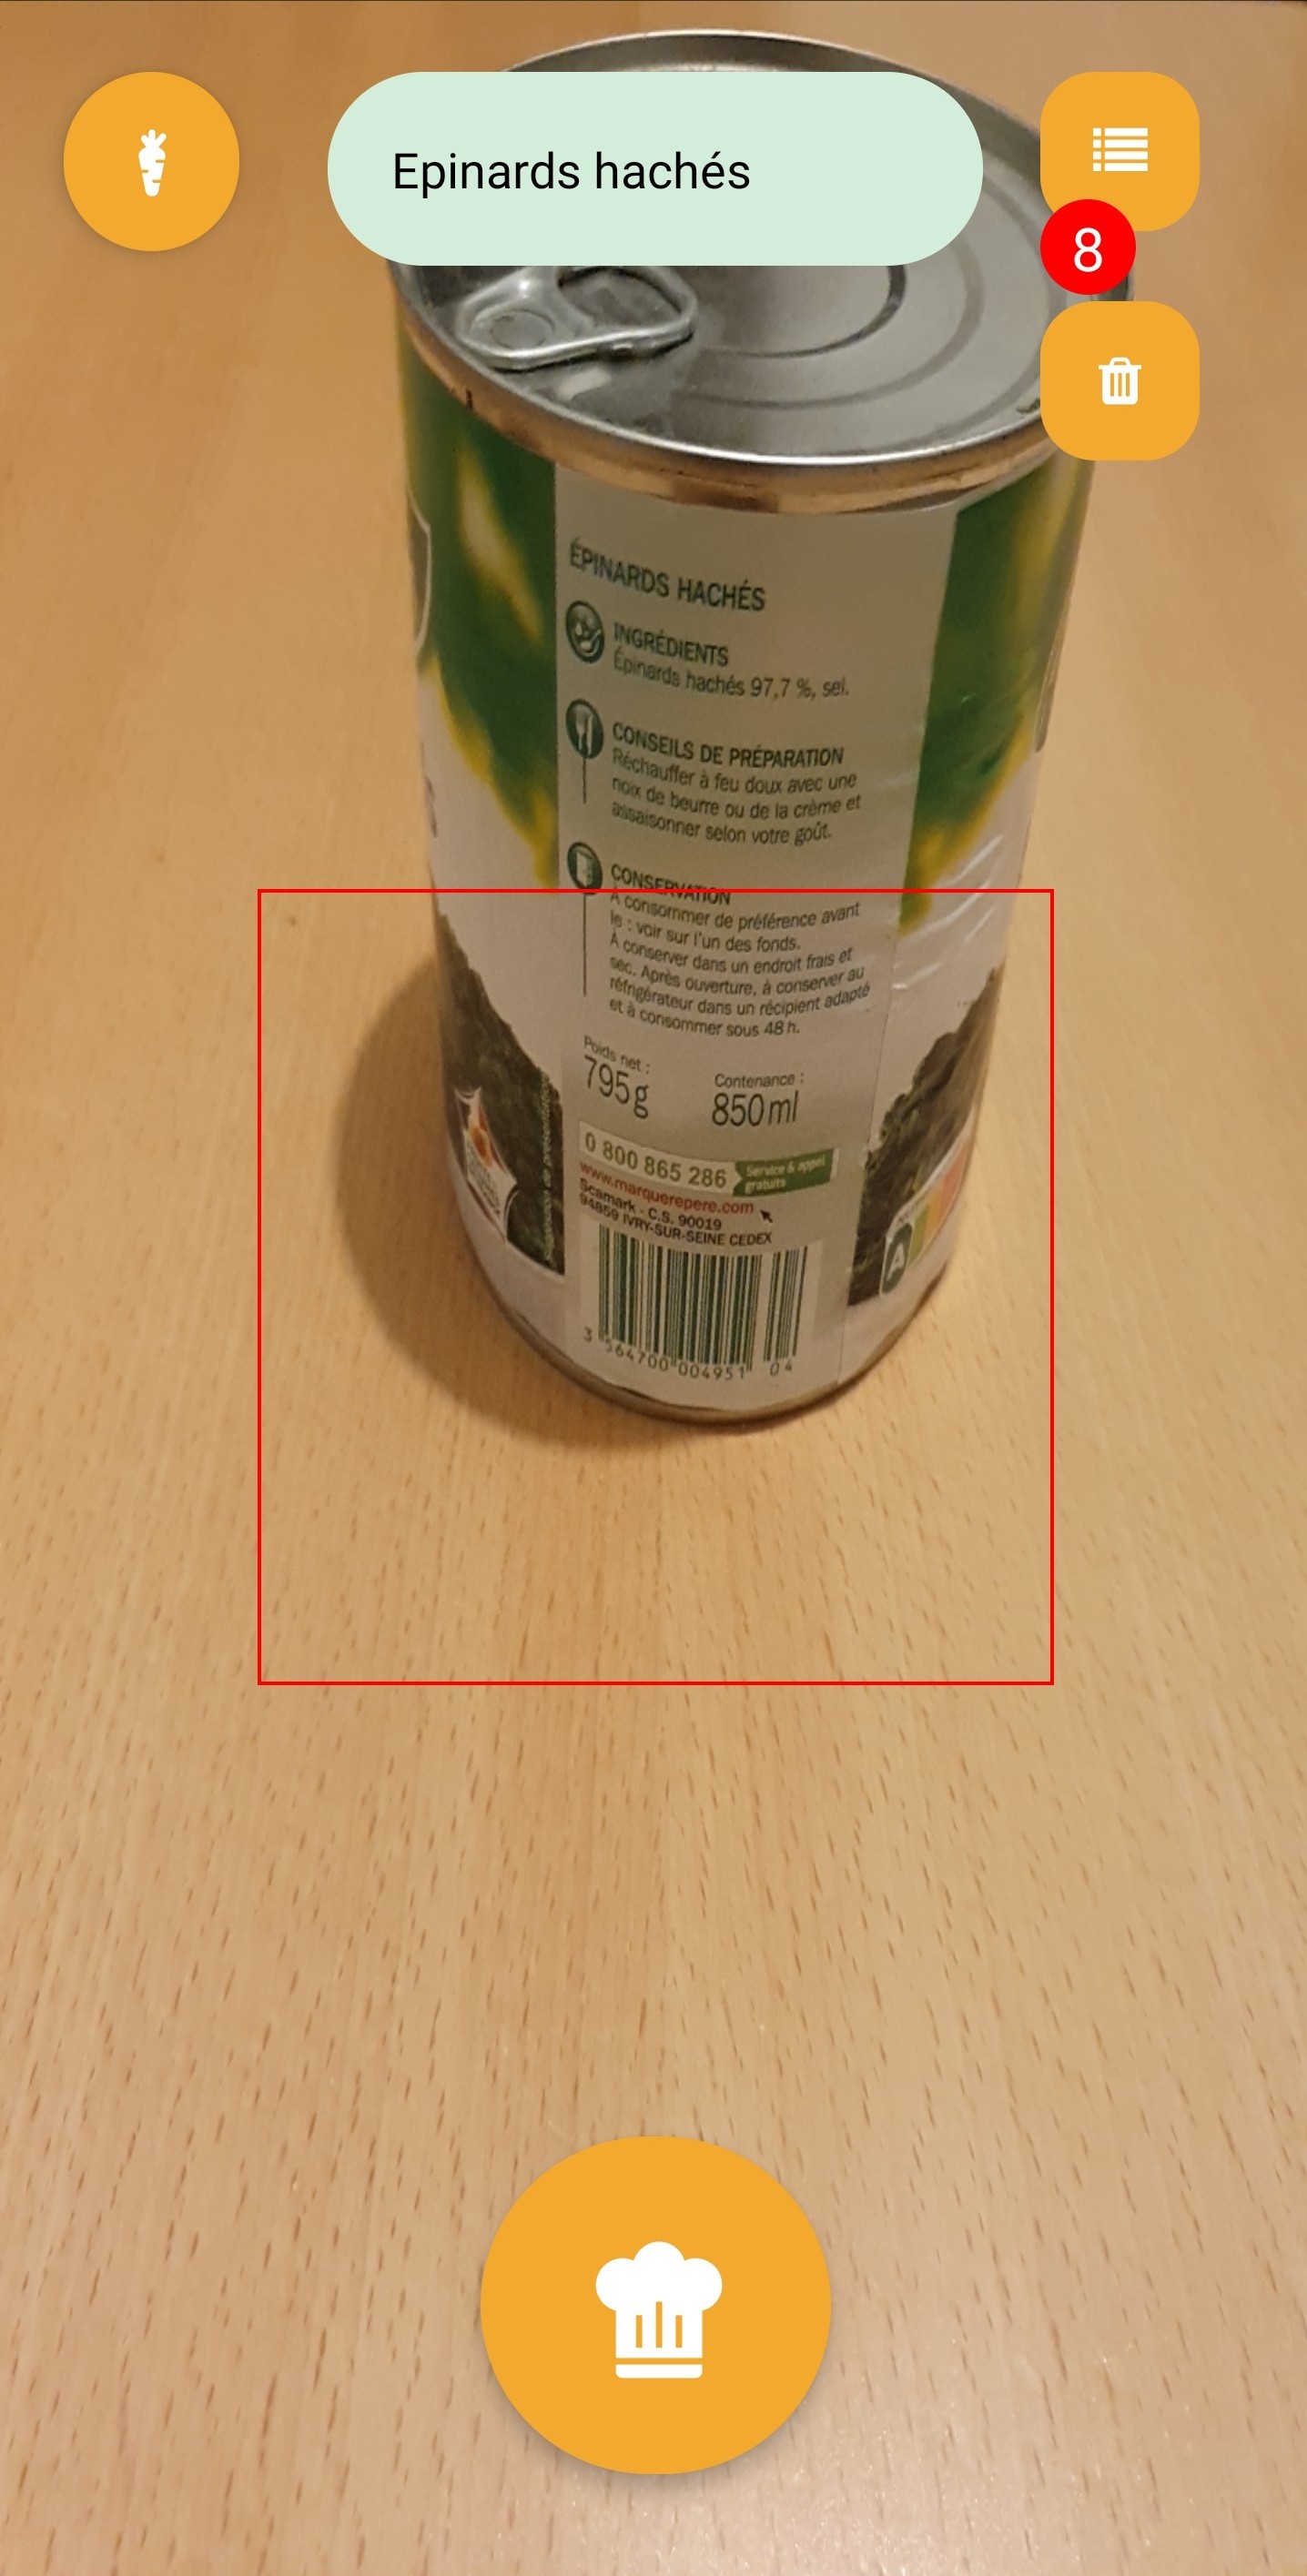 Epinards hachés
8
ÉPINARDS HACHÉS
INGRÉDIENTS
Épinards hachés 97,7 %, sel.
CONSEILS DE PRÉPARATION
Réchauffer à feu doux avec une
noix de beurre ou de la crème et
assaisonner selon votre goût.
CONSERVATION
À consommer de préférence avant
le : voir sur l'un des fonds.
À conserver dans un endroit frais et
sec. Après ouverture, à conserver au
réfrigérateur dans un récipient adapté
et à consommer sous 48 h.
Poids net :
795g
Contenance :
850ml
0 800 865 286
Service & appel
gratuits
www.marquerepere.com
Scamark - C.S. 90019
94859 IVRY-SUR-SEINE CEDEX
3 564700 004951 04
A